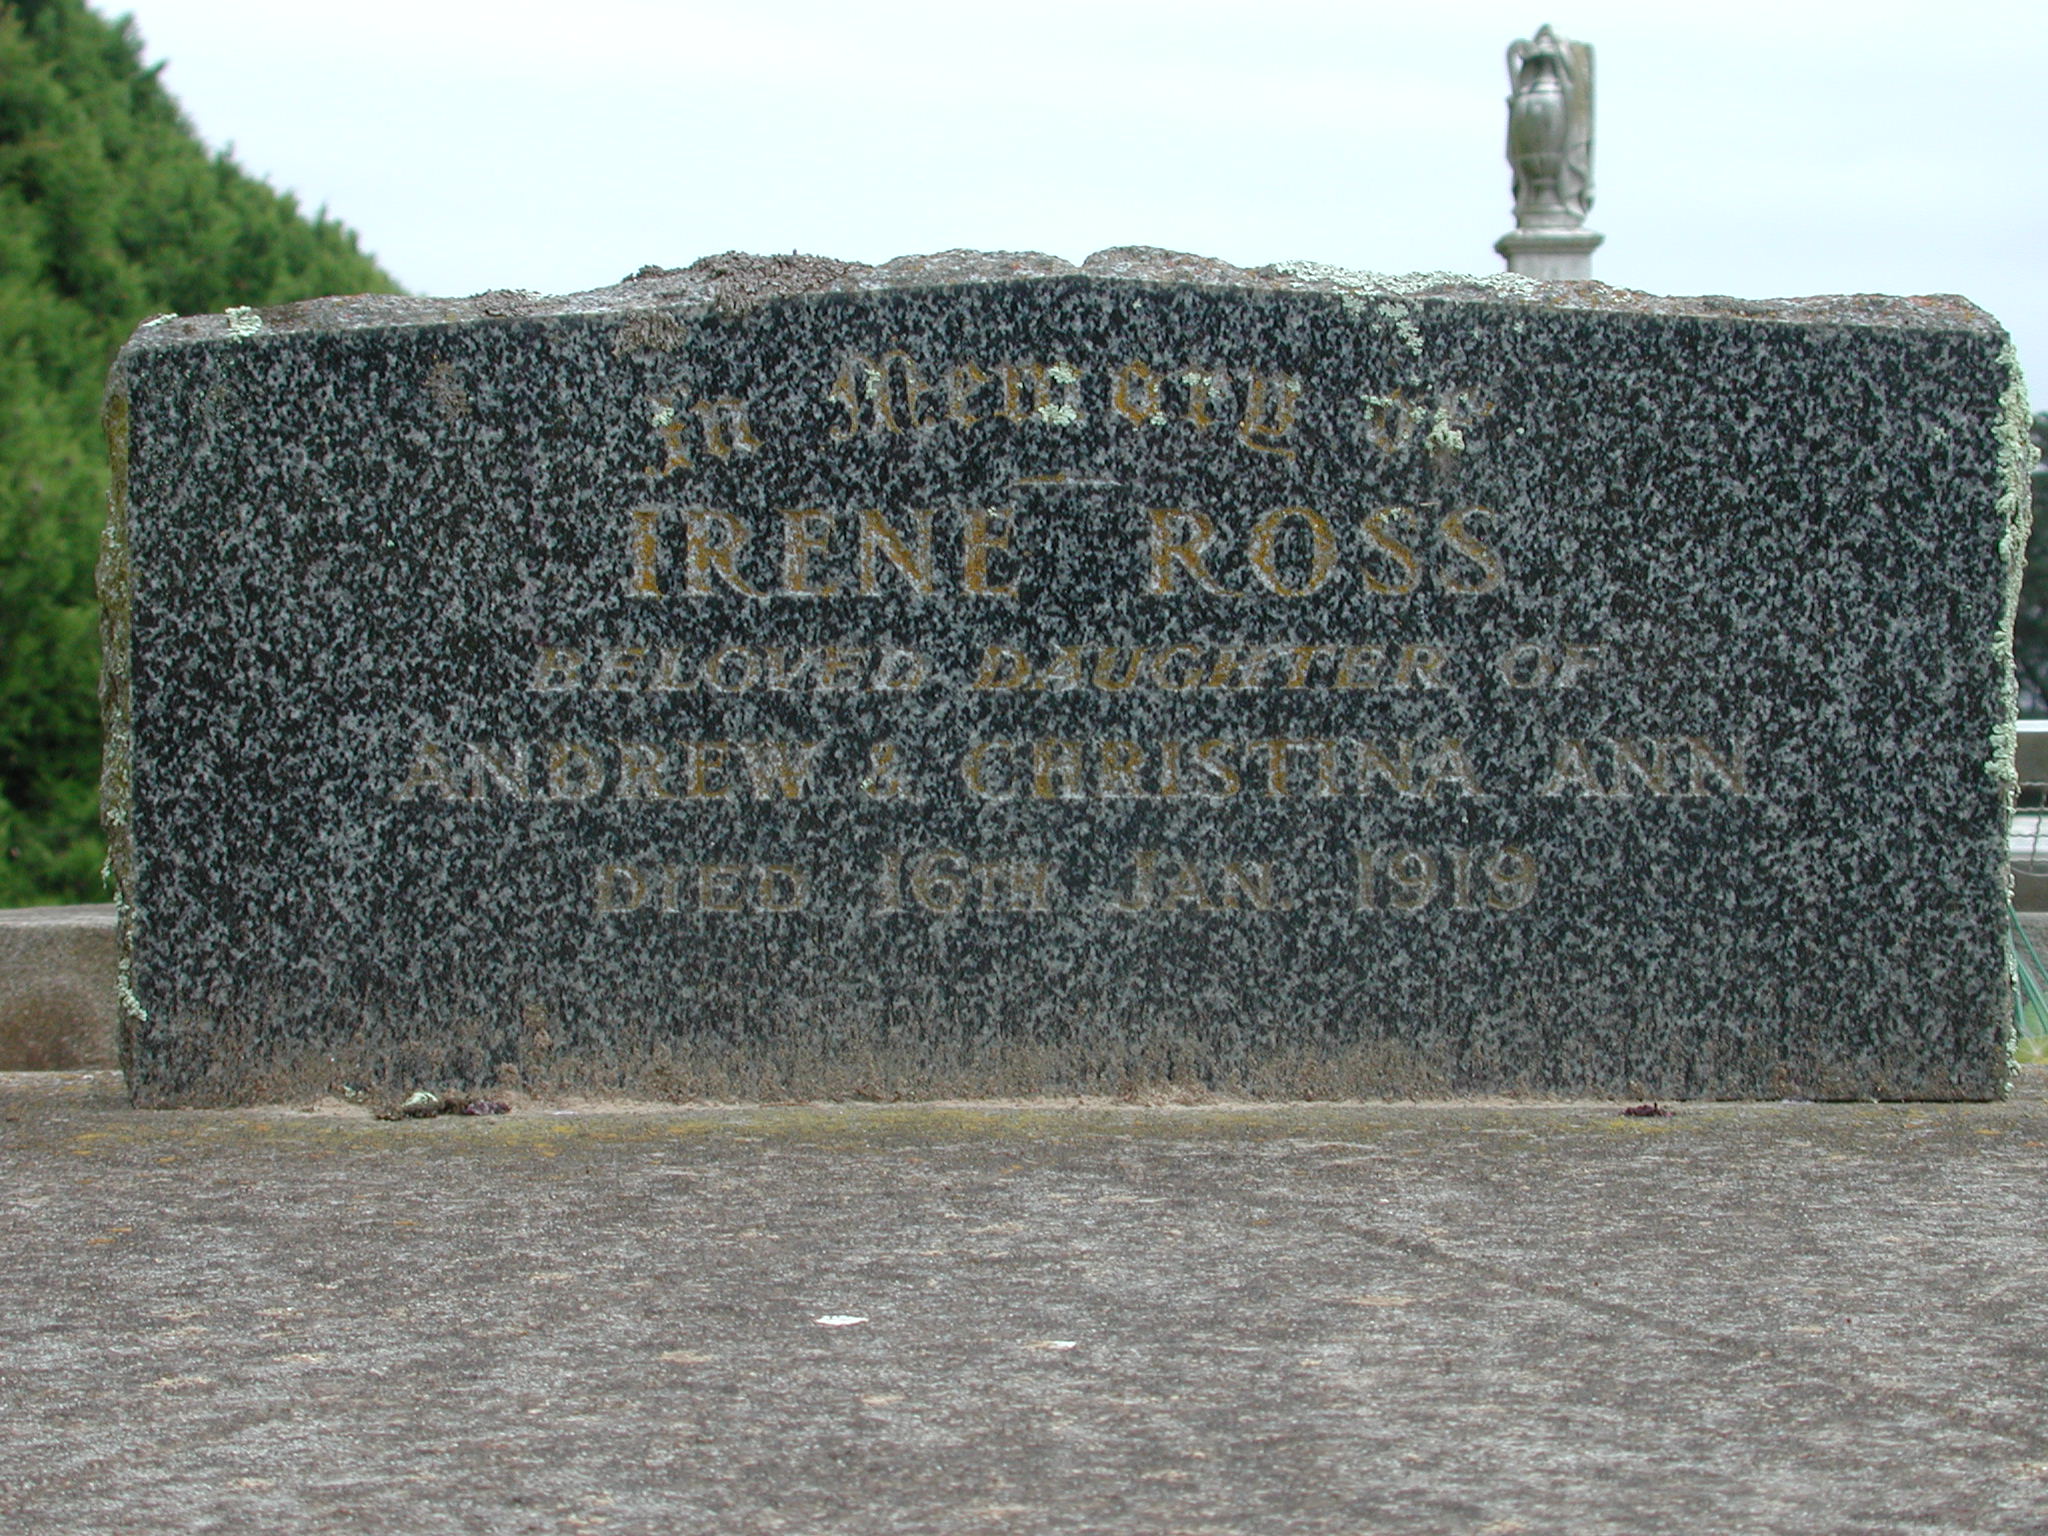 In Memory of
IRENE ROSS
BELOVED DAUGHTER OF
ANDREW & CHRISTINA ANN
DIED 16TH JAN. 1919